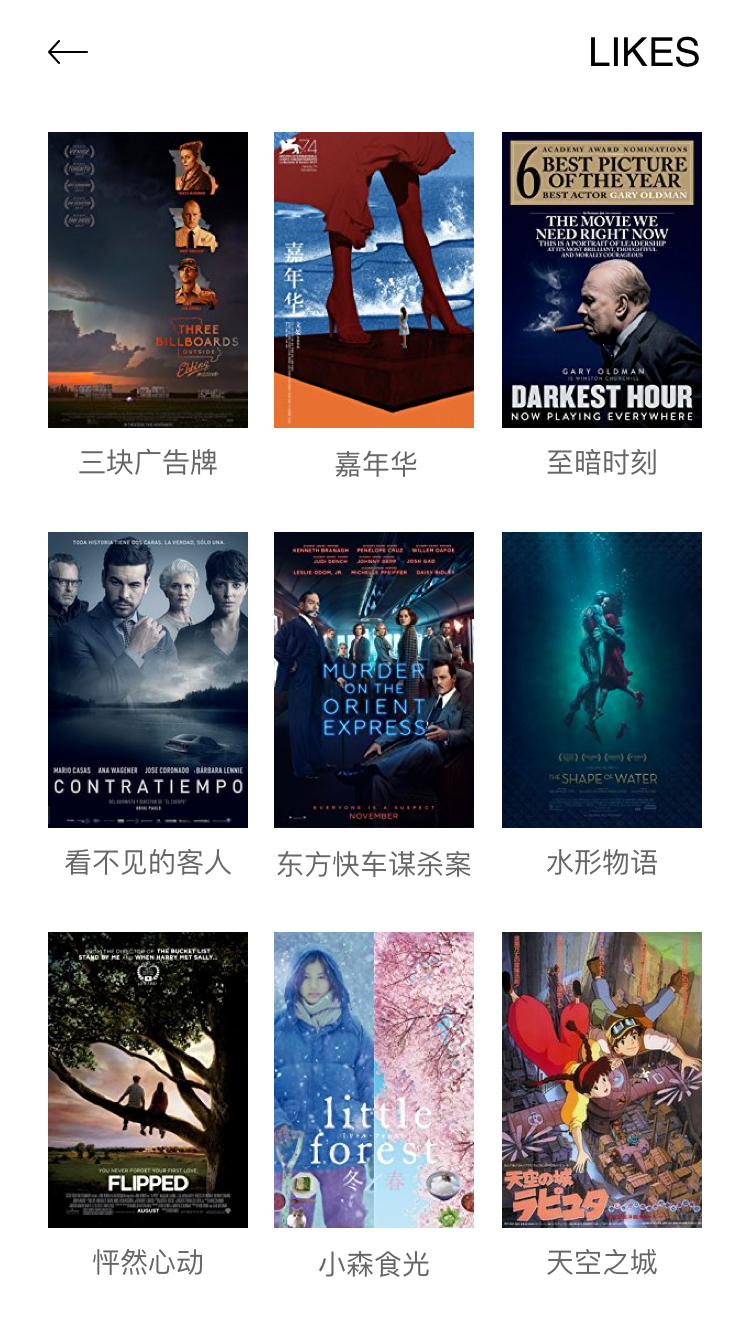 LIKES
VENICE
TORONTO
THREE
BILLBOARDS
OUTSIDE
Ebbing
MISSOURI
三块广告牌
74
嘉年华
嘉年华
6
ACADEMY AWARD NOMINATIONS
BEST PICTURE
OF THE YEAR
BEST ACTOR GARY OLDMAN
THE MOVIE WE
NEED RIGHT NOW
THIS IS A PORTRAIT OF LEADERSHIP
AT ITS MOST BRILLIANT, THOUGHTFUL
AND MORALLY COURAGEOUS
GARY OLDMAN
IS WINSTON CHURCHILL
DARKEST HOUR
NOW PLAYING EVERYWHERE
至暗时刻
TODA HISTORIA TIENE DOS CARAS. LA VERDAD, SÓLO UNA.
MARIO CASAS ANA WAGENER JOSE CORONADO BÁRBARA LENNIE
CONTRATIEMPO
DEL GUIONISTA Y DIRECTOR DE "EL CUERPO"
ORIOL PAULO
看不见的客人
KENNETH BRANAGH PENÉLOPE CRUZ WILLEM DAFOE
JUDI DENCH JOHNNY DEPP JOSH GAD
LESLIE ODOM, JR. MICHELLE PFEIFFER DAISY RIDLEY
MURDER
ON THE
ORIENT
EXPRESS
EVERYONE IS A SUSPECT
NOVEMBER
东方快车谋杀案
THE SHAPE OF WATER
水形物语
FROM THE DIRECTOR OF THE BUCKET LIST
STAND BY ME AND WHEN HARRY MET SALLY...
YOU NEVER FORGET YOUR FIRST LOVE.
FLIPPED
AUGUST
怦然心动
little
forest
冬 春
小森食光
天空の城
ラピュタ
天空之城